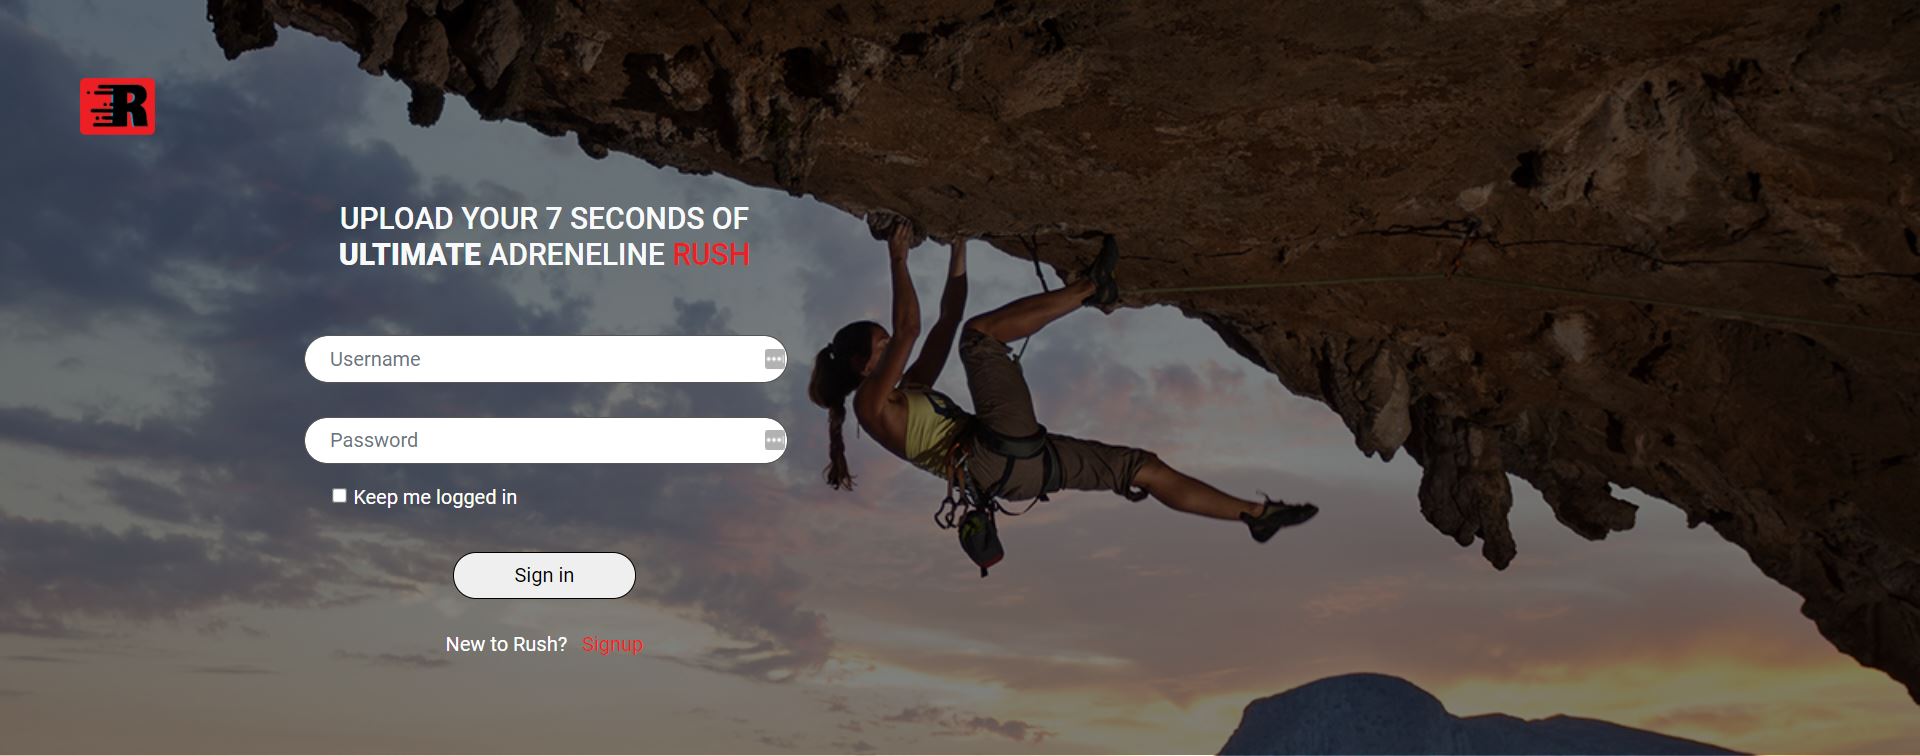 R
UPLOAD YOUR 7 SECONDS OF
ULTIMATE ADRENELINE RUSH
Username
Password
Keep me logged in
Sign in
New to Rush? Signup